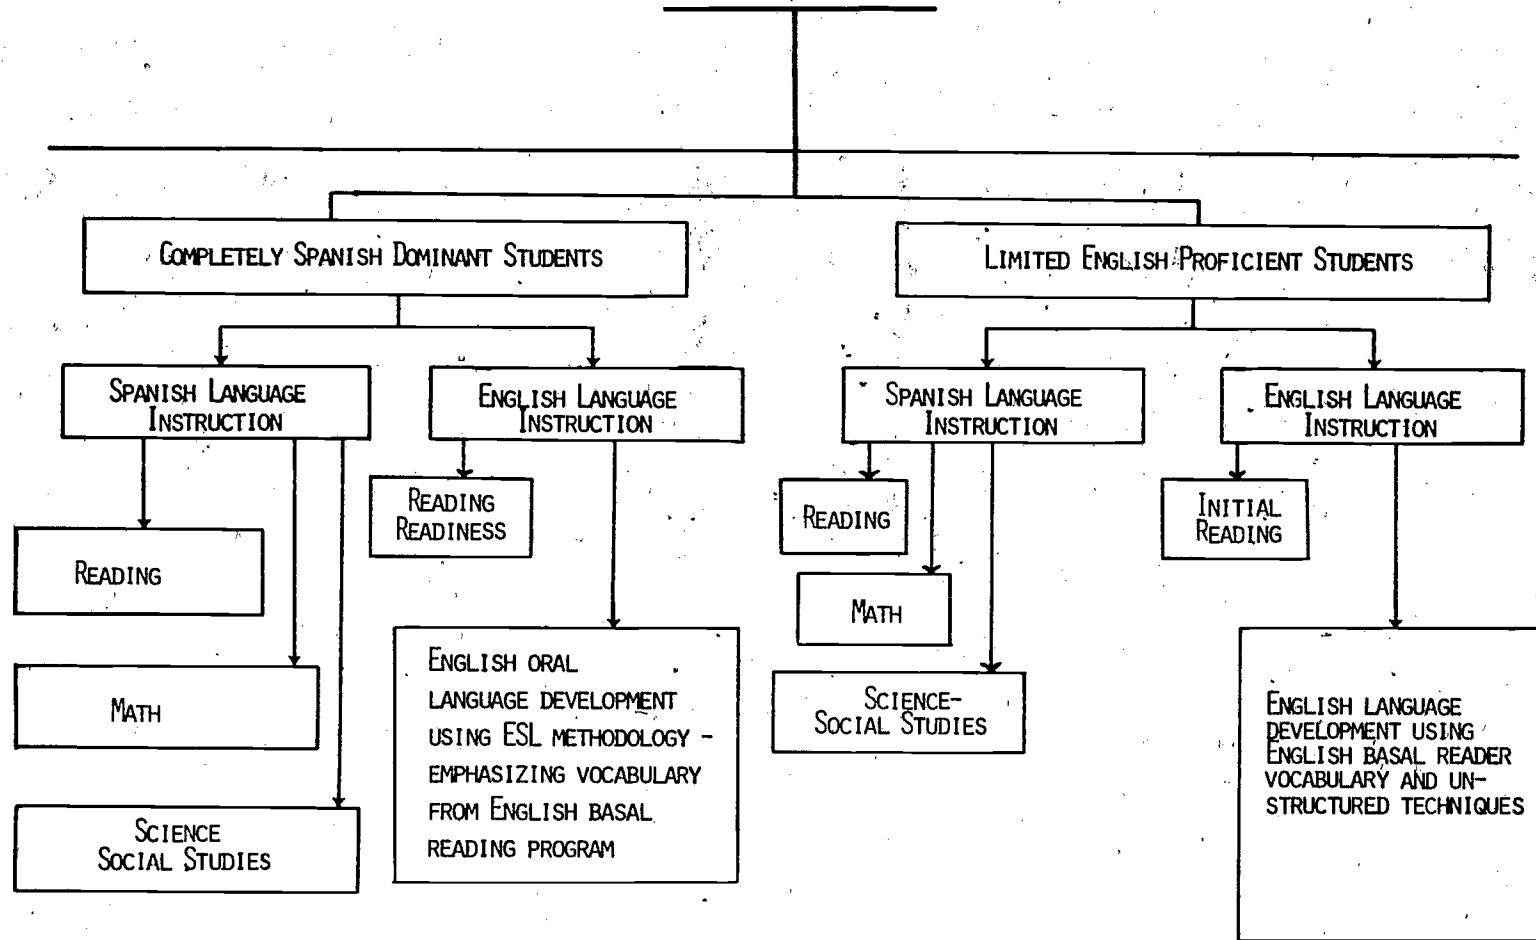 COMPLETELY SPANISH DOMINANT STUDENTS
LIMITED ENGLISH PROFICIENT STUDENTS
SPANISH LANGUAGE
INSTRUCTION
ENGLISH LANGUAGE
INSTRUCTION
SPANISH LANGUAGE
INSTRUCTION
ENGLISH LANGUAGE
INSTRUCTION
READING
MATH
SCIENCE
SOCIAL STUDIES
READING
READINESS
ENGLISH ORAL
LANGUAGE DEVELOPMENT
USING ESL METHODOLOGY -
EMPHASIZING VOCABULARY
FROM ENGLISH BASAL
READING PROGRAM
READING
MATH
SCIENCE-
SOCIAL STUDIES
INITIAL
READING
ENGLISH LANGUAGE
DEVELOPMENT USING
ENGLISH BASAL READER
VOCABULARY AND UN-
STRUCTURED TECHNIQUES